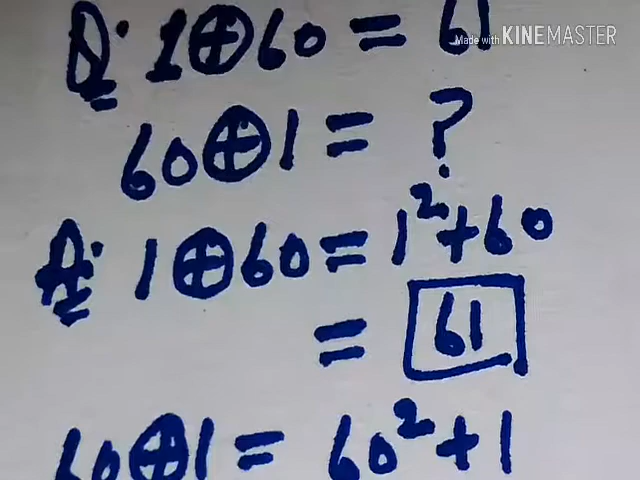 Q. 1⊕60 = 61
Made with KINEMASTER
60⊕1 = ?
A. 1⊕60 = 1²+60
= 61
60⊕1 = 60²+1